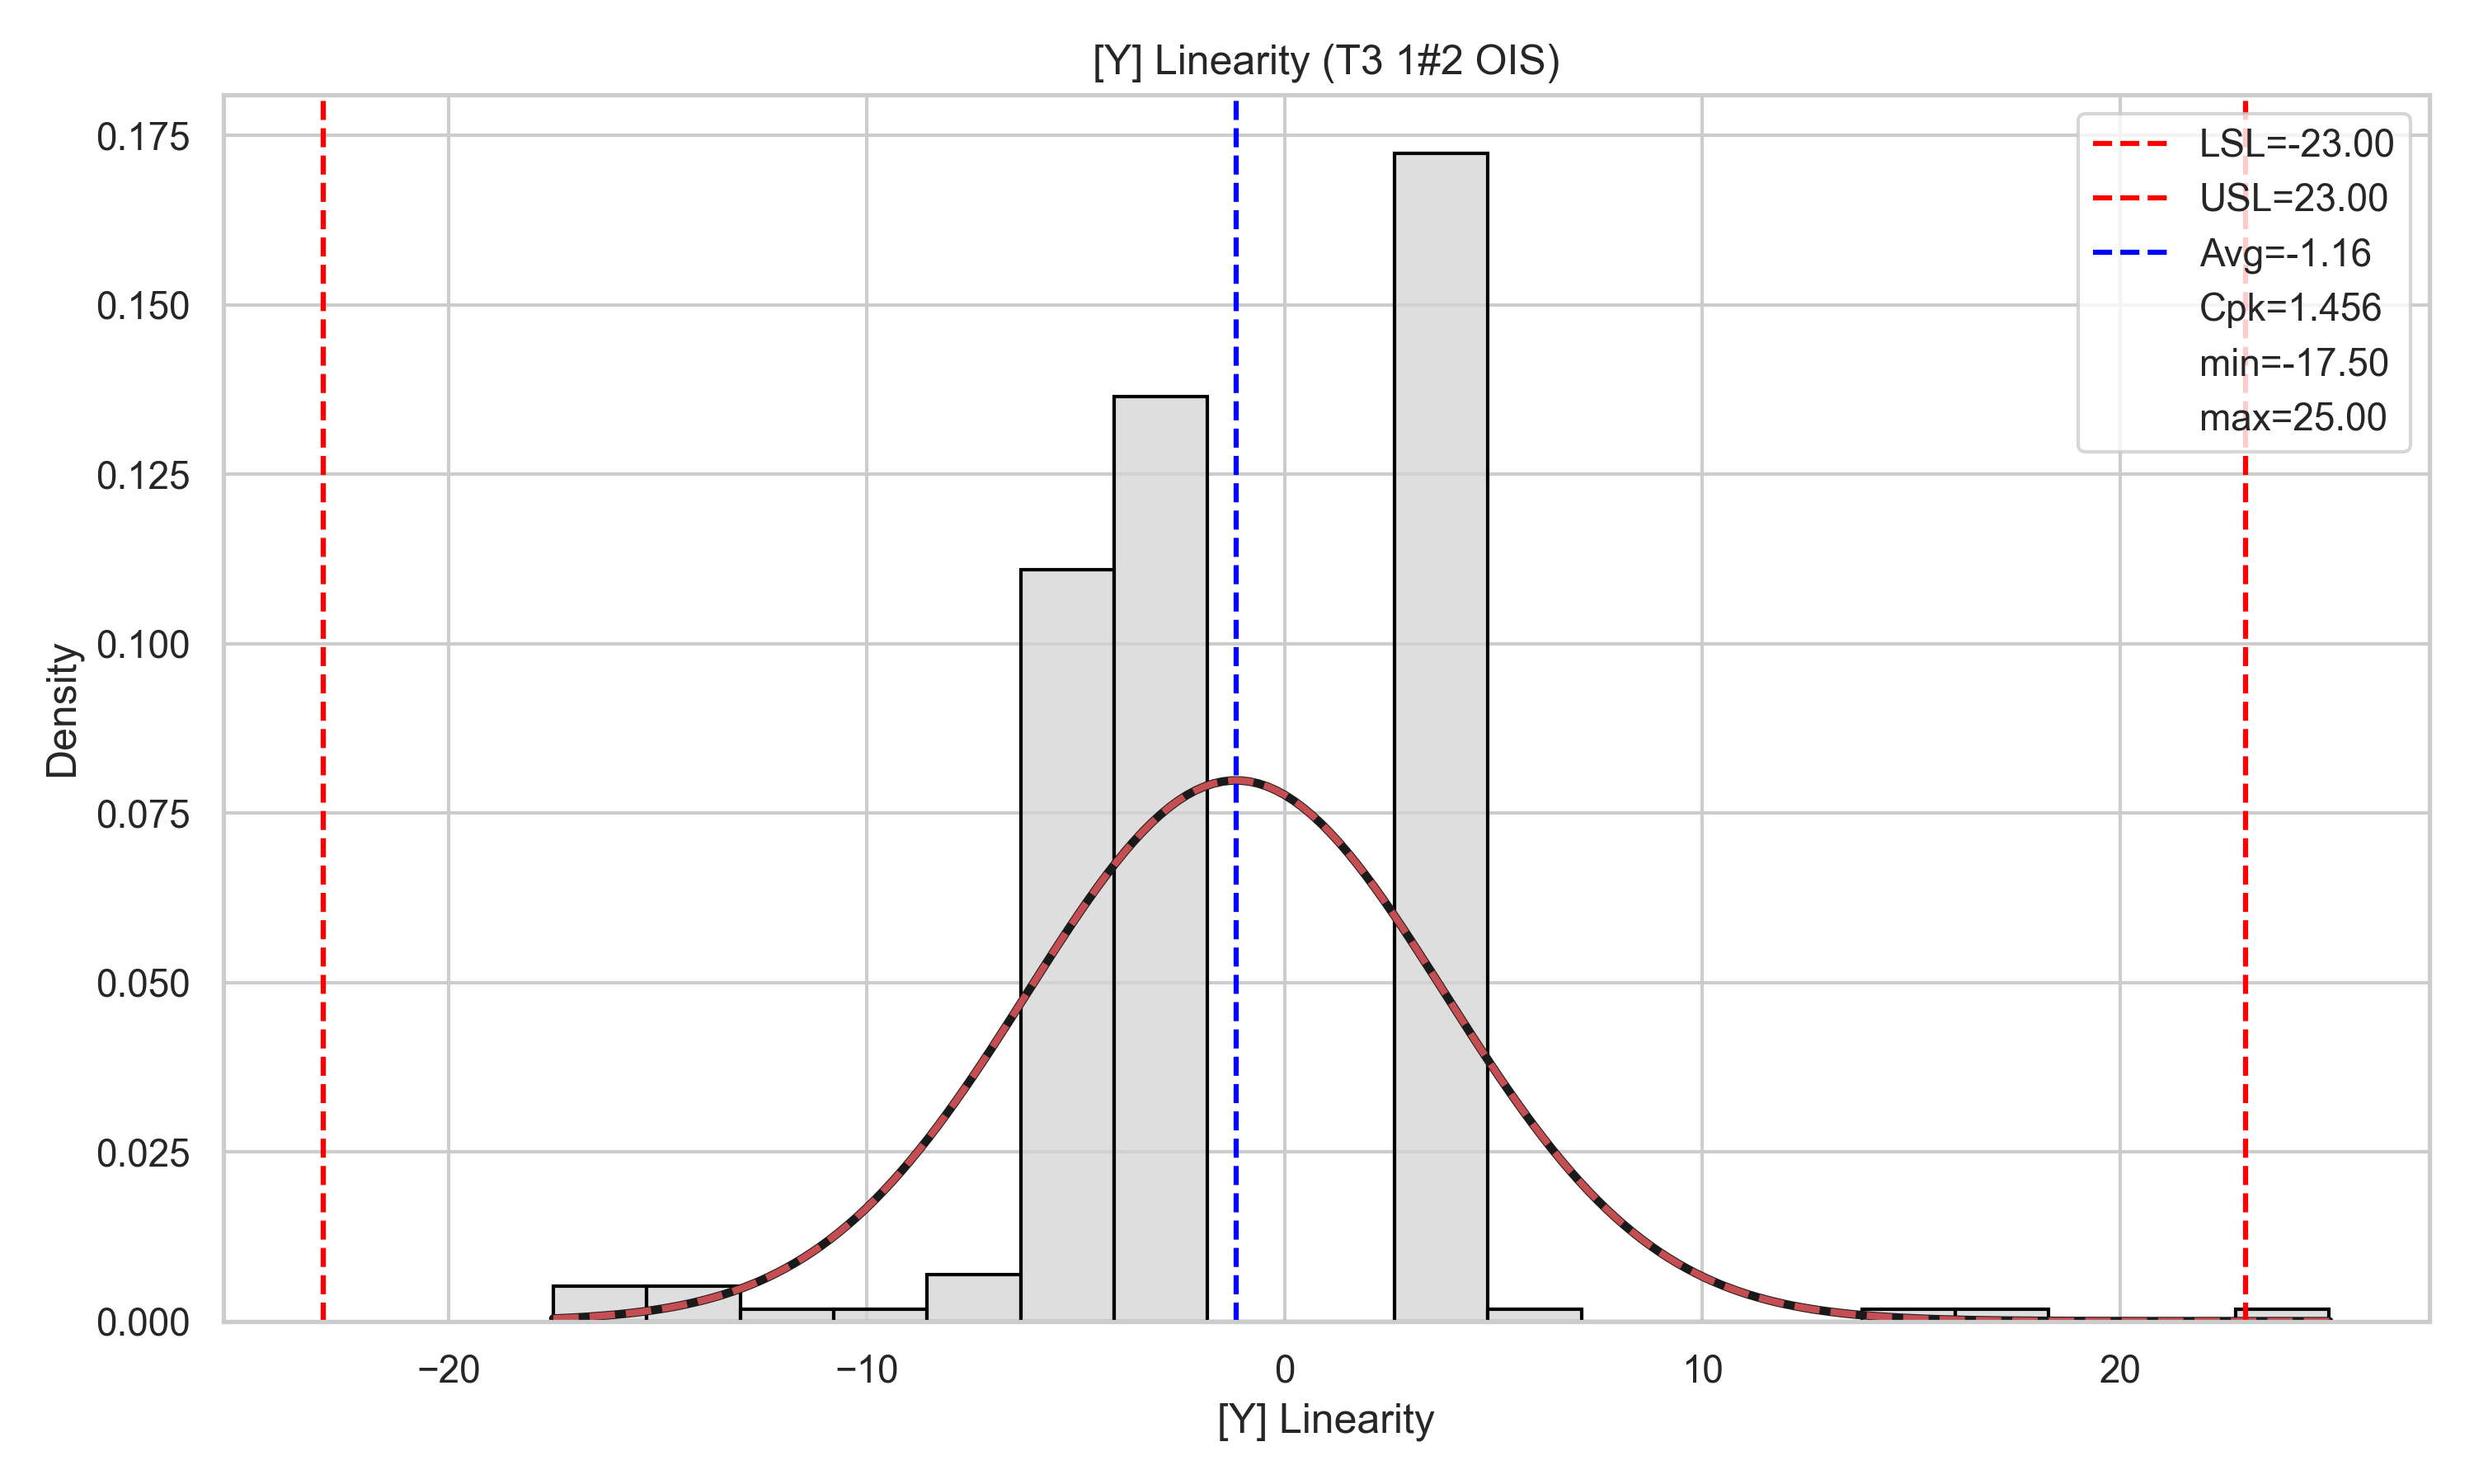 [Y] Linearity (T3 1#2 OIS)
LSL=-23.00
USL=23.00
Avg=-1.16
Cpk=1.456
min=-17.50
max=25.00
0.175
0.150
0.125
0.100
0.075
0.050
0.025
0.000
Density
−20
−10
0
10
20
[Y] Linearity